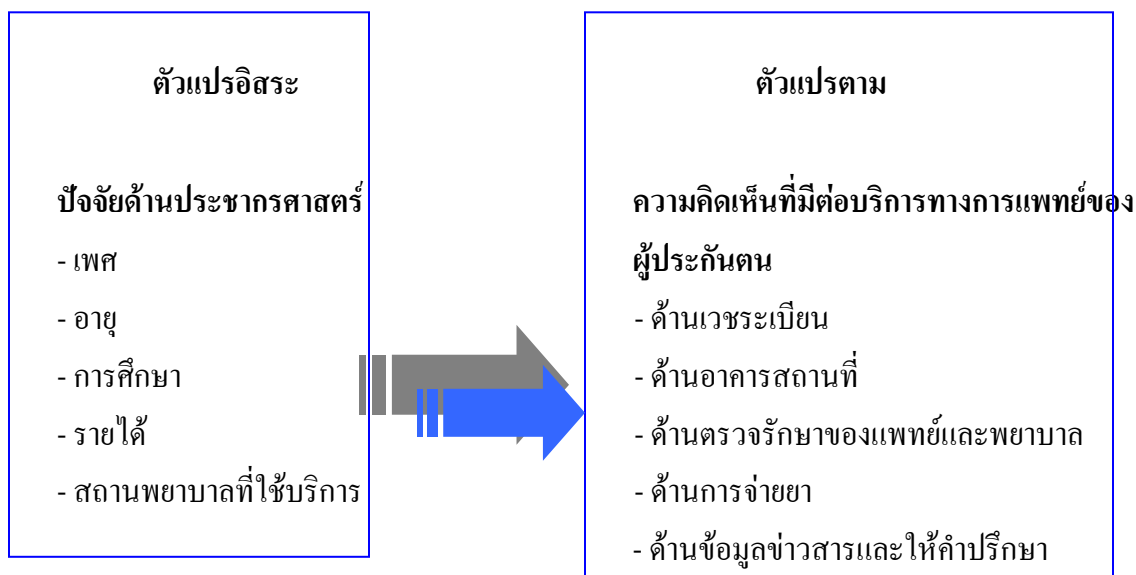 ตัวแปรอิสระ
ปัจจัยด้านประชากรศาสตร์
- เพศ
- อายุ
- การศึกษา
- รายได้
- สถานพยาบาลที่ใช้บริการ
ตัวแปรตาม
ความคิดเห็นที่มีต่อบริการทางการแพทย์ของ
ผู้ประกันตน
- ด้านเวชระเบียน
- ด้านอาคารสถานที่
- ด้านตรวจรักษาของแพทย์และพยาบาล
- ด้านการจ่ายยา
- ด้านข้อมูลข่าวสารและให้คำปรึกษา